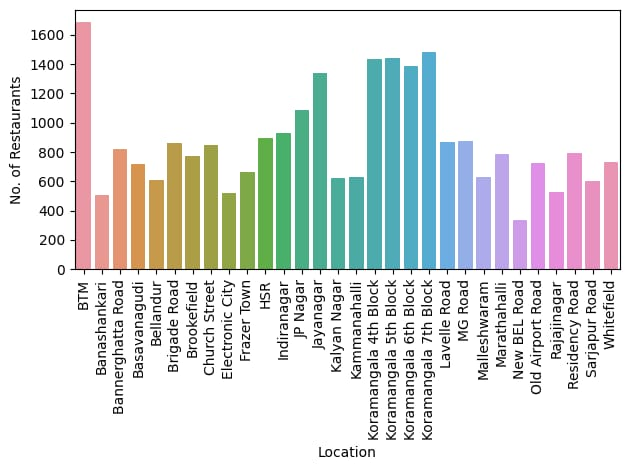 No. of Restaurants
1600
1400
1200
1000
800
600
400
200
0
BTM
Banashankari
Bannerghatta Road
Basavanagudi
Bellandur
Brigade Road
Brookefield
Church Street
Electronic City
Frazer Town
HSR
Indiranagar
JP Nagar
Jayanagar
Kalyan Nagar
Kammanahalli
Koramangala 4th Block
Koramangala 5th Block
Koramangala 6th Block
Koramangala 7th Block
Lavelle Road
MG Road
Malleshwaram
Marathahalli
New BEL Road
Old Airport Road
Rajajinagar
Residency Road
Sarjapur Road
Whitefield
Location